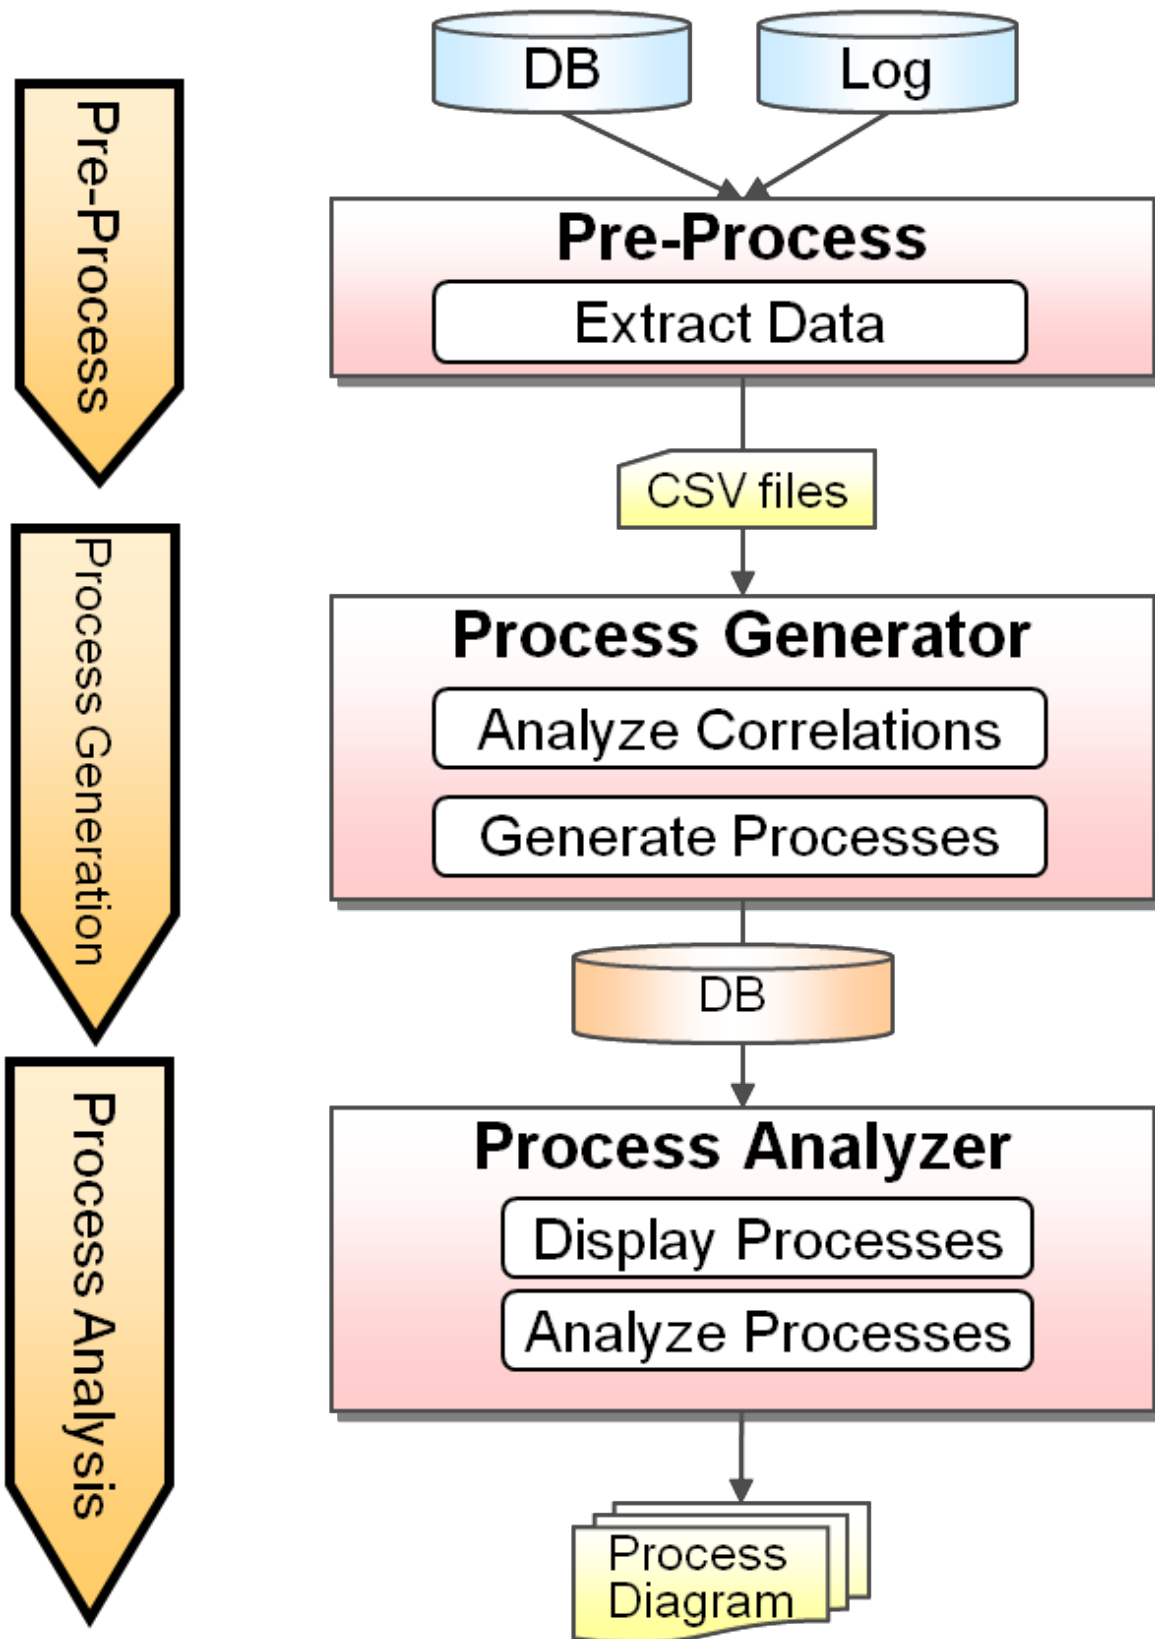 DB
Log
Pre-Process
Pre-Process
Extract Data
CSV files
Process Generation
Process Generator
Analyze Correlations
Generate Processes
DB
Process Analysis
Process Analyzer
Display Processes
Analyze Processes
Process
Diagram